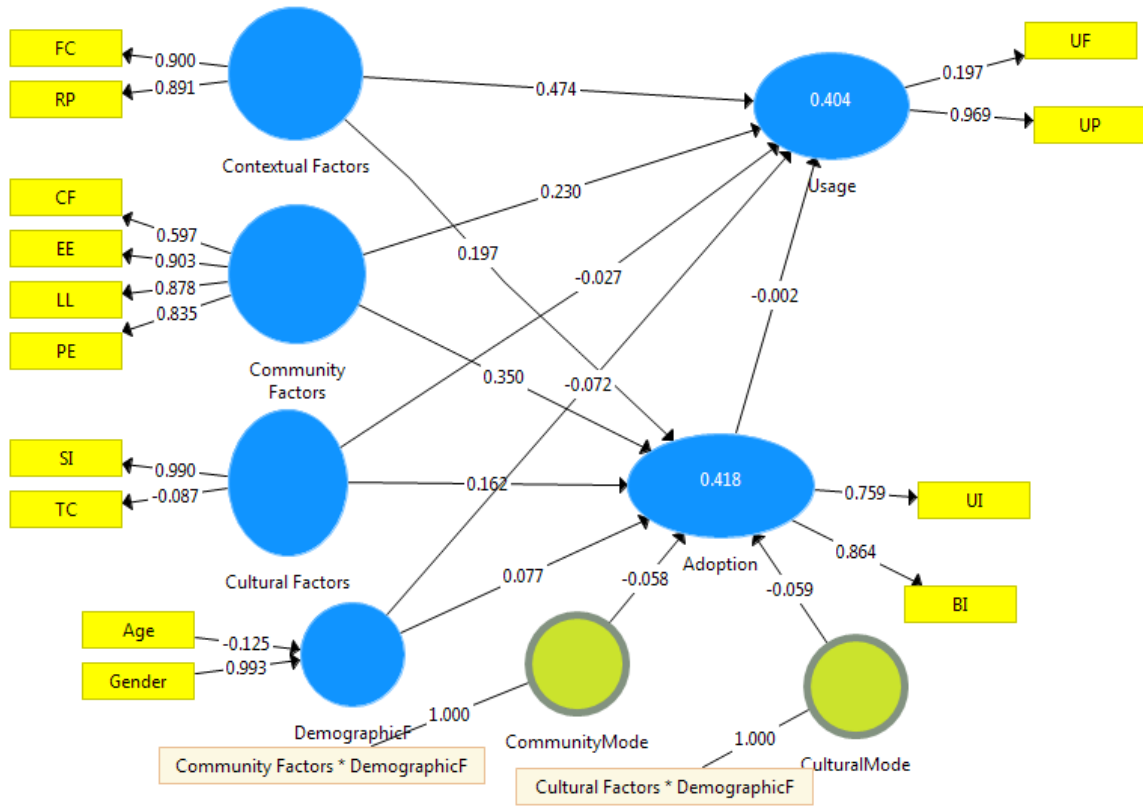 FC
0.900
RP
0.891
Contextual Factors
0.474
0.404
Usage
0.197
UF
0.969
UP
CF
0.597
EE
0.903
LL
0.878
PE
0.835
Community
Factors
0.230
0.197
-0.027
-0.002
0.350
-0.072
SI
0.990
TC
-0.087
Cultural Factors
0.162
0.418
Adoption
0.759
UI
0.864
BI
0.077
-0.058
-0.059
Age
-0.125
Gender
0.993
DemographicF
1.000
Community Factors * DemographicF
CommunityMode
1.000
Cultural Factors * DemographicF
CulturalMode